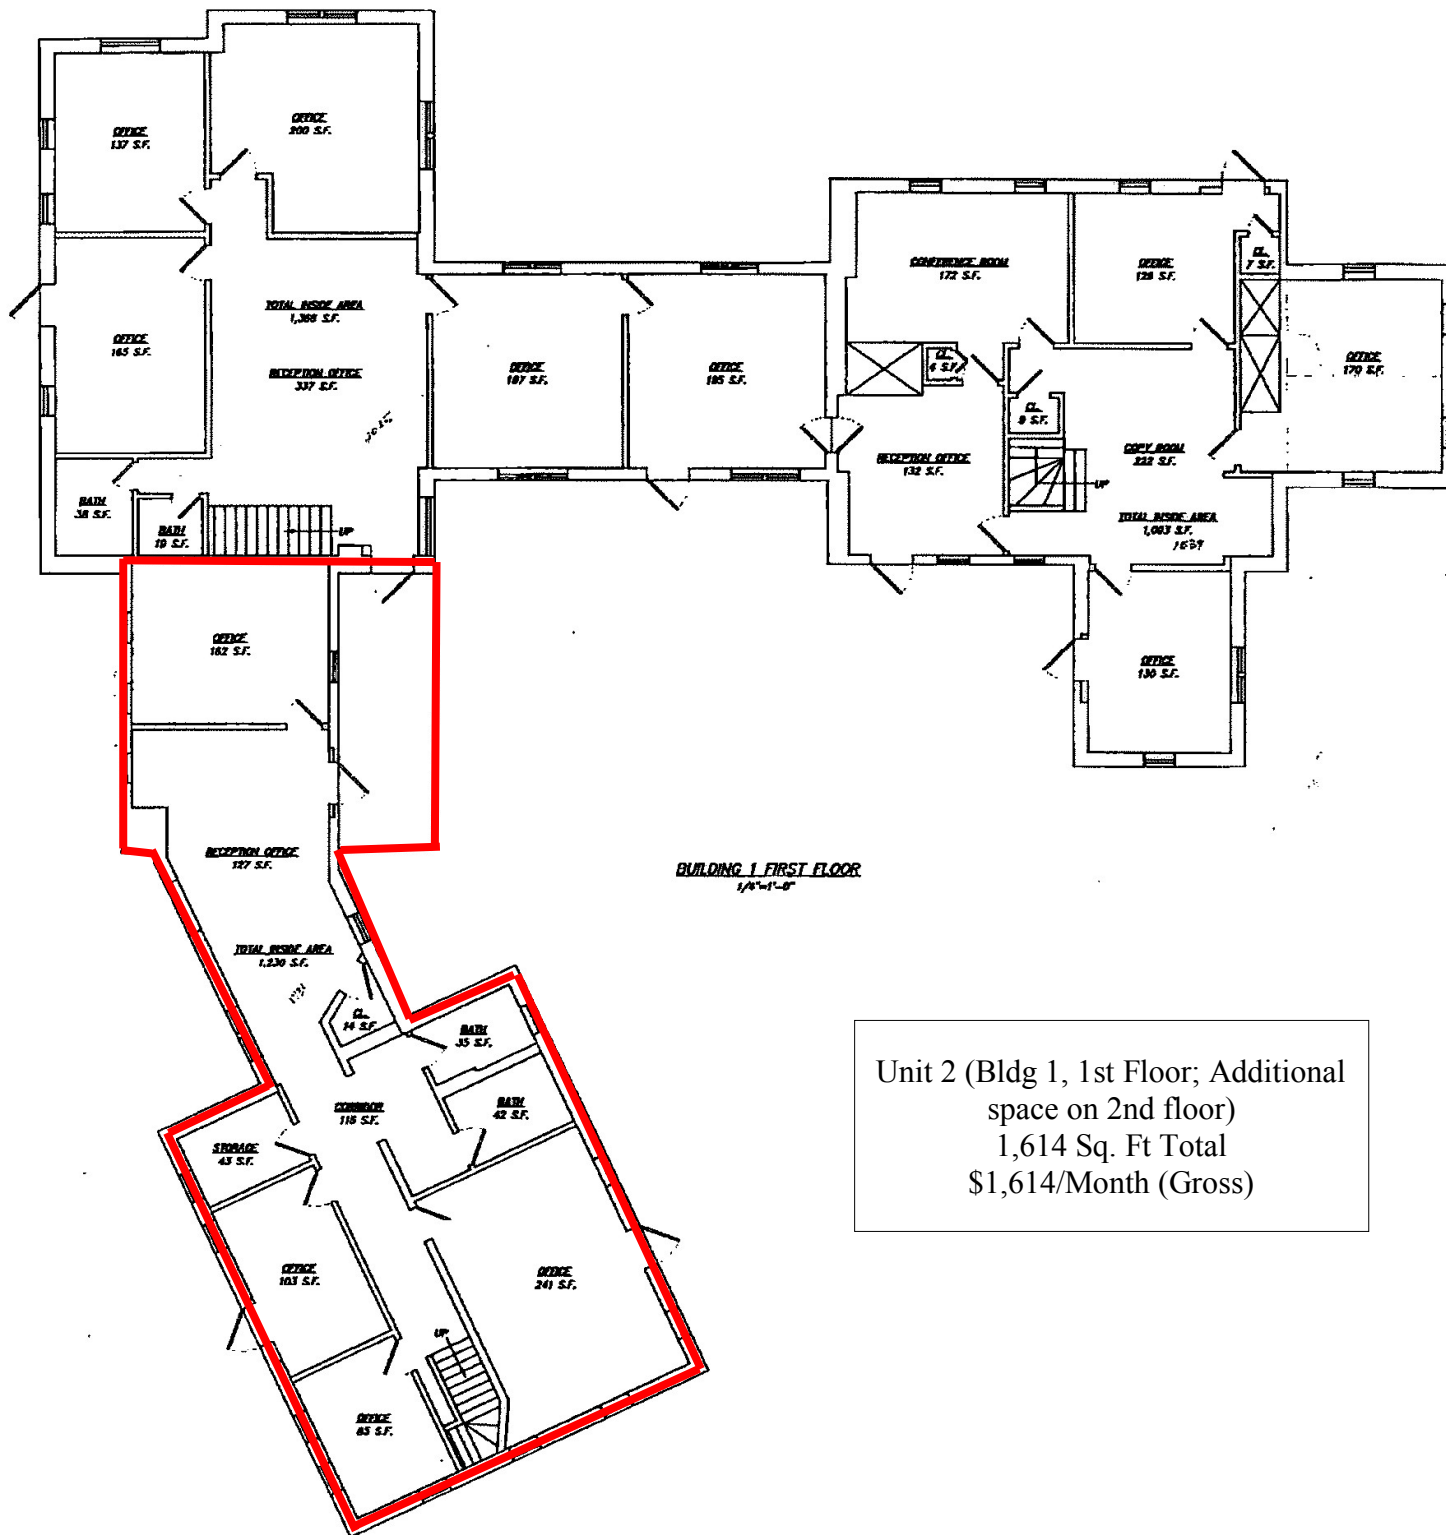 OFFICE
137 S.F.
OFFICE
200 S.F.
OFFICE
165 S.F.
TOTAL INSIDE AREA
1,368 S.F.
RECEPTION OFFICE
337 S.F.
BATH
38 S.F.
BATH
19 S.F.
UP
OFFICE
187 S.F.
OFFICE
185 S.F.
CONFERENCE ROOM
172 S.F.
OFFICE
128 S.F.
CL.
7 S.F.
CL.
4 S.F.
CL.
9 S.F.
OFFICE
170 S.F.
RECEPTION OFFICE
132 S.F.
COPY ROOM
222 S.F.
UP
TOTAL INSIDE AREA
1,083 S.F.
OFFICE
130 S.F.
OFFICE
162 S.F.
RECEPTION OFFICE
127 S.F.
TOTAL INSIDE AREA
1,230 S.F.
CL.
14 S.F.
BATH
35 S.F.
BATH
42 S.F.
CORRIDOR
118 S.F.
STORAGE
43 S.F.
OFFICE
103 S.F.
OFFICE
241 S.F.
UP
OFFICE
85 S.F.
BUILDING 1 FIRST FLOOR
1/4"=1'-0"
Unit 2 (Bldg 1, 1st Floor; Additional
space on 2nd floor)
1,614 Sq. Ft Total
$1,614/Month (Gross)